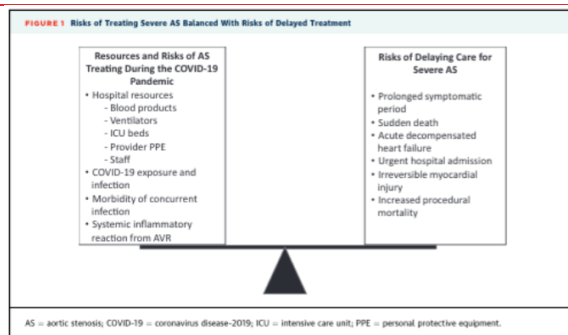 FIGURE 1 Risks of Treating Severe AS Balanced With Risks of Delayed Treatment
Resources and Risks of AS
Treating During the COVID-19
Pandemic
• Hospital resources
- Blood products
- Ventilators
- ICU beds
- Provider PPE
- Staff
• COVID-19 exposure and
infection
• Morbidity of concurrent
infection
• Systemic inflammatory
reaction from AVR
Risks of Delaying Care for
Severe AS
• Prolonged symptomatic
period
• Sudden death
• Acute decompensated
heart failure
• Urgent hospital admission
• Irreversible myocardial
injury
• Increased procedural
mortality
AS = aortic stenosis; COVID-19 = coronavirus disease-2019; ICU = intensive care unit; PPE = personal protective equipment.